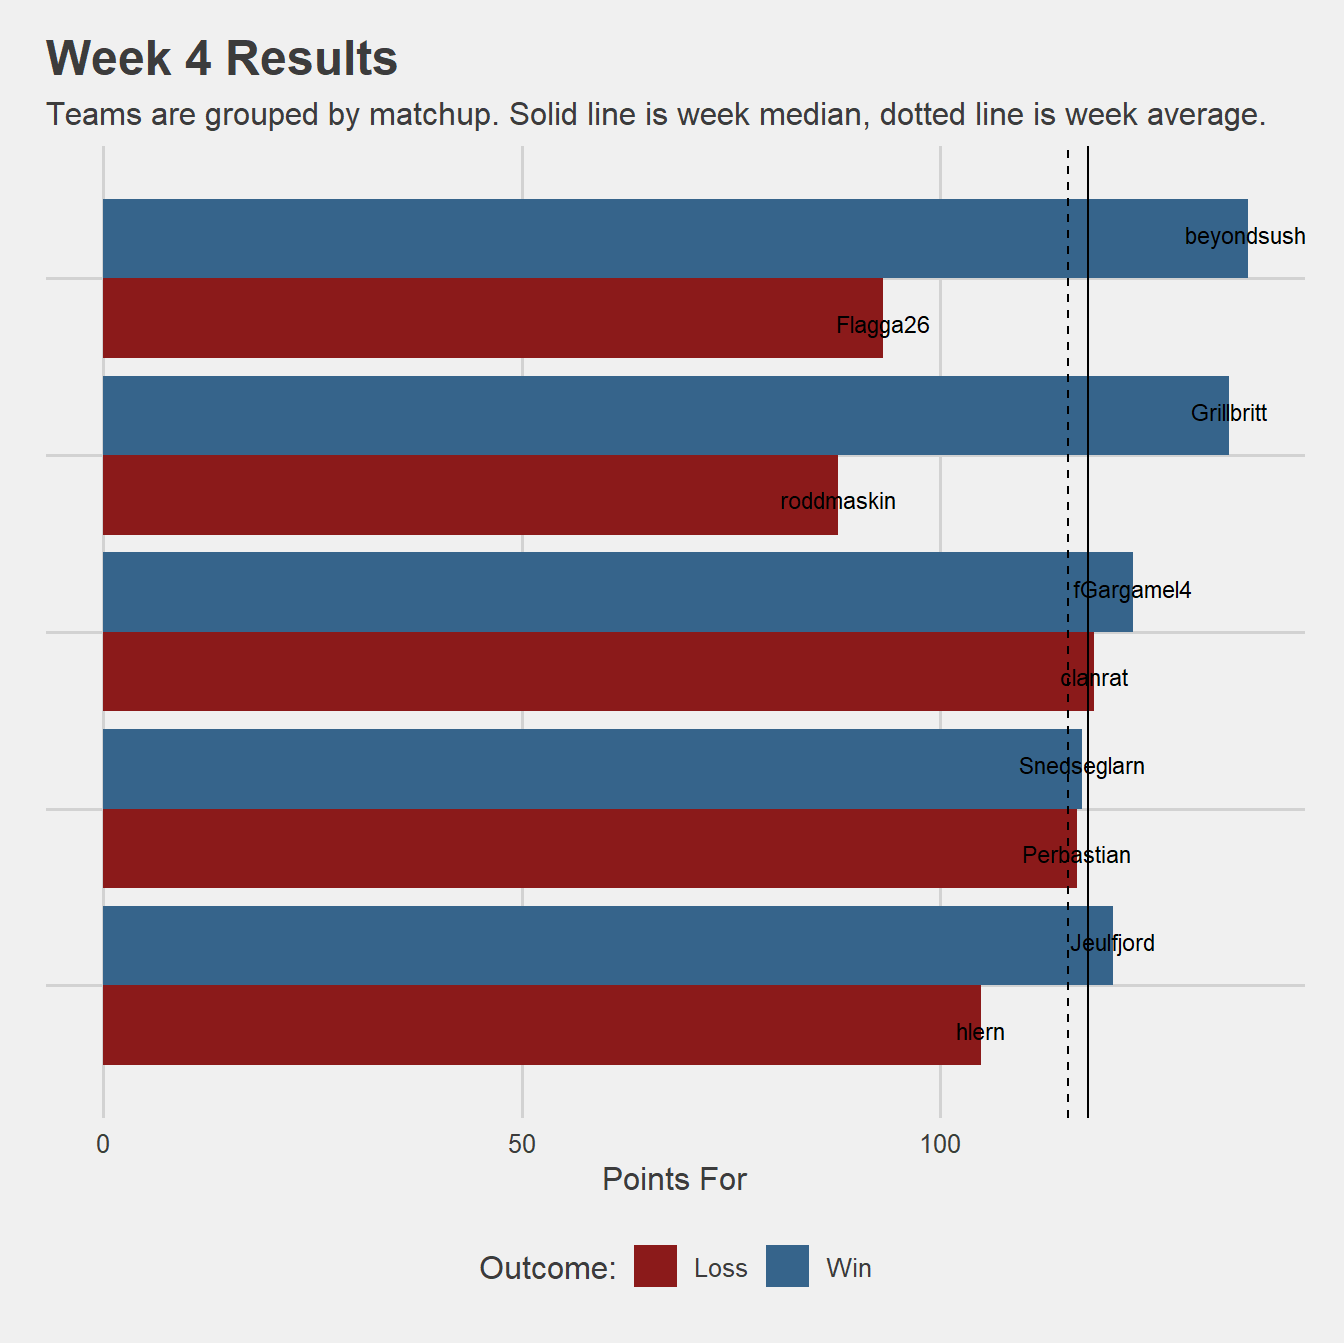 Week 4 Results
Teams are grouped by matchup. Solid line is week median, dotted line is week average.
beyondsush
Flagga26
Grillbritt
roddmaskin
fGargamel4
clanrat
Snedseglarn
Perbastian
Jeulfjord
hlern
0 50 100
Points For
Outcome: Loss Win